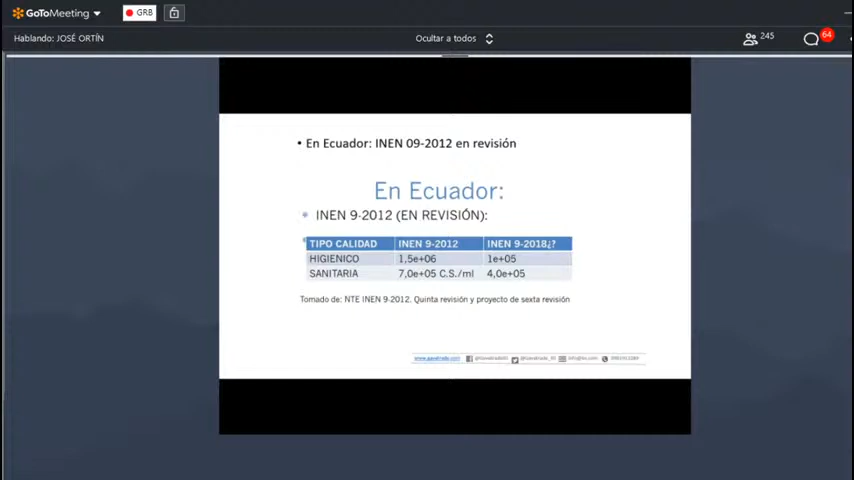 GoToMeeting
GRB
Hablando: JOSÉ ORTÍN
Ocultar a todos
245
64
• En Ecuador: INEN 09-2012 en revisión
En Ecuador:
INEN 9-2012 (EN REVISIÓN):
TIPO CALIDAD INEN 9-2012 INEN 9-2018¿?
HIGIENICO 1,5e+06 1e+05
SANITARIA 7,0e+05 C.S./ml 4,0e+05
Tomado de: NTE INEN 9-2012. Quinta revisión y proyecto de sexta revisión